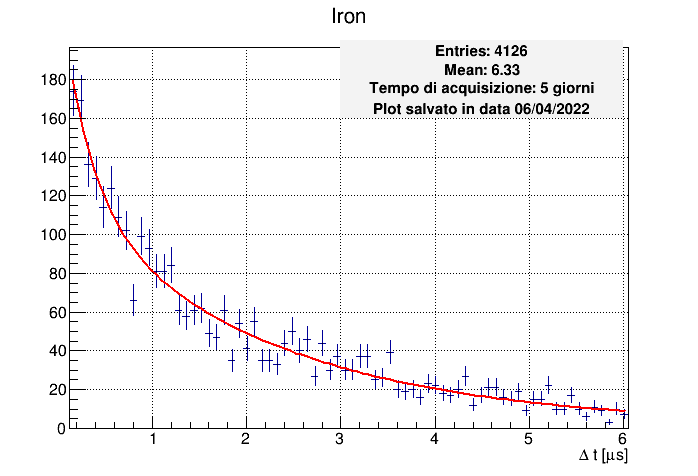 Iron
Entries: 4126
Mean: 6.33
Tempo di acquisizione: 5 giorni
Plot salvato in data 06/04/2022
180
160
140
120
100
80
60
40
20
0
1 2 3 4 5 6
Δ t [μs]